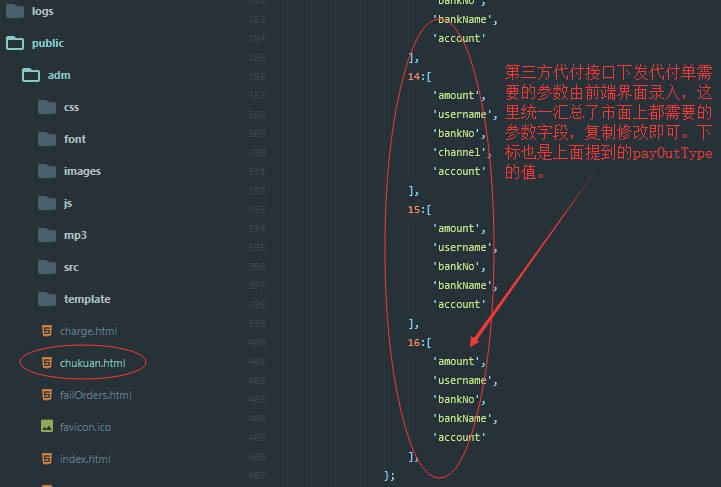 logs
public
adm
css
font
images
js
mp3
src
template
charge.html
chukuan.html
failOrders.html
favicon.ico
index.html
382 'bankNo',
383 'bankName',
384 'account'
385 ],
386 14:[
387 'amount',
388 'username',
389 'bankNo',
390 'channel',
391 'account'
392 ],
393 15:[
394 'amount',
395 'username',
396 'bankNo',
397 'bankName',
398 'account'
399 ],
400 16:[
401 'amount',
402 'username',
403 'bankNo',
404 'bankName',
405 'account'
406 ],
407 };
第三方代付接口下发代付单需
要的参数由前端界面录入，这
里统一汇总了市面上都需要的
参数字段，复制修改即可。下
标也是上面提到的payOutType
的值。